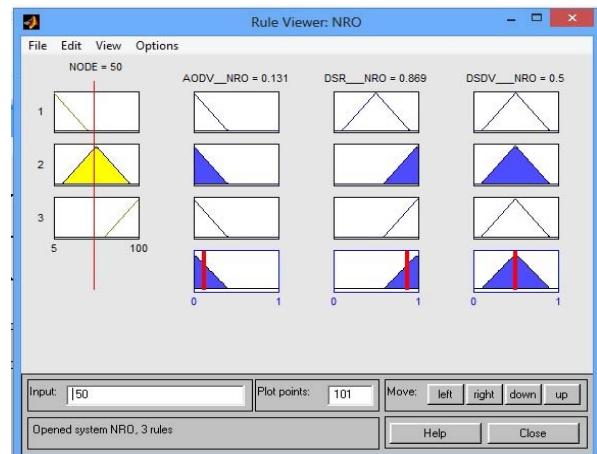 Rule Viewer: NRO
File Edit View Options
NODE = 50
AODV__NRO = 0.131
DSR___NRO = 0.869
DSDV___NRO = 0.5
1
2
3
5 100
0 1
0 1
0 1
Input: 50
Plot points: 101
Move: left right down up
Opened system NRO, 3 rules
Help Close